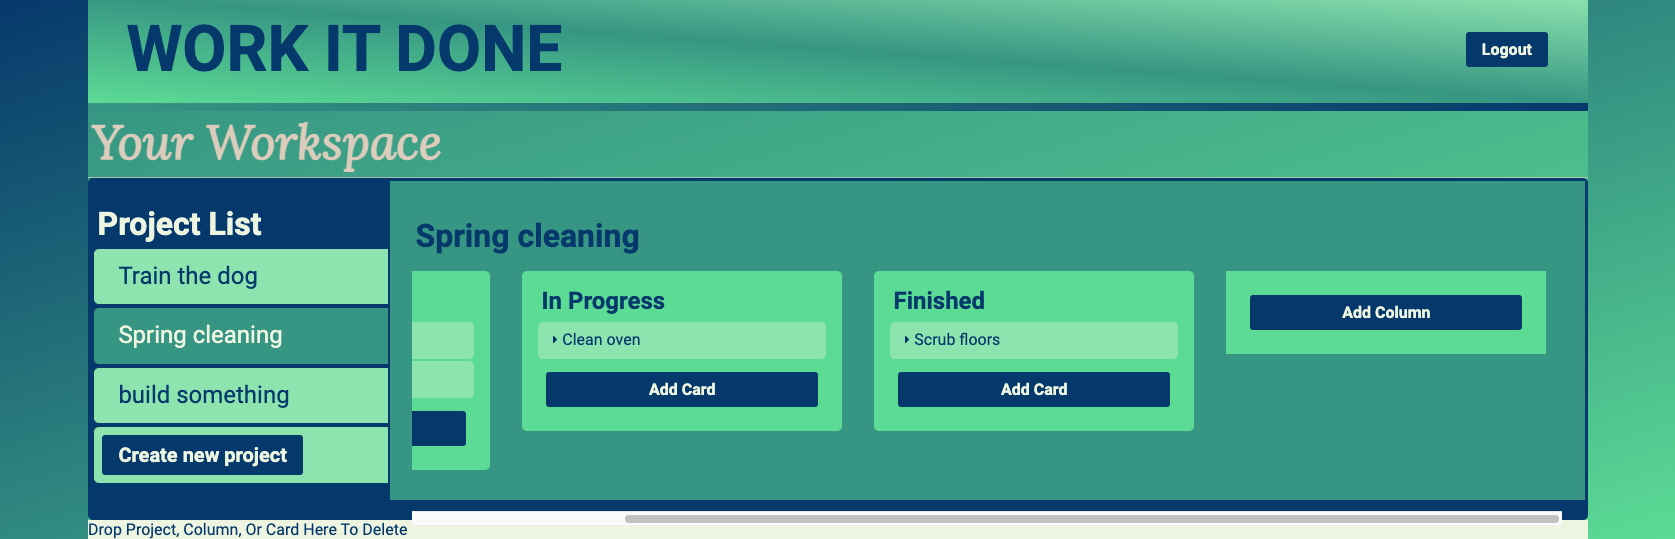 WORK IT DONE
Logout
Your Workspace
Project List
Train the dog
Spring cleaning
build something
Create new project
Spring cleaning
In Progress
Clean oven
Add Card
Finished
Scrub floors
Add Card
Add Column
Drop Project, Column, Or Card Here To Delete